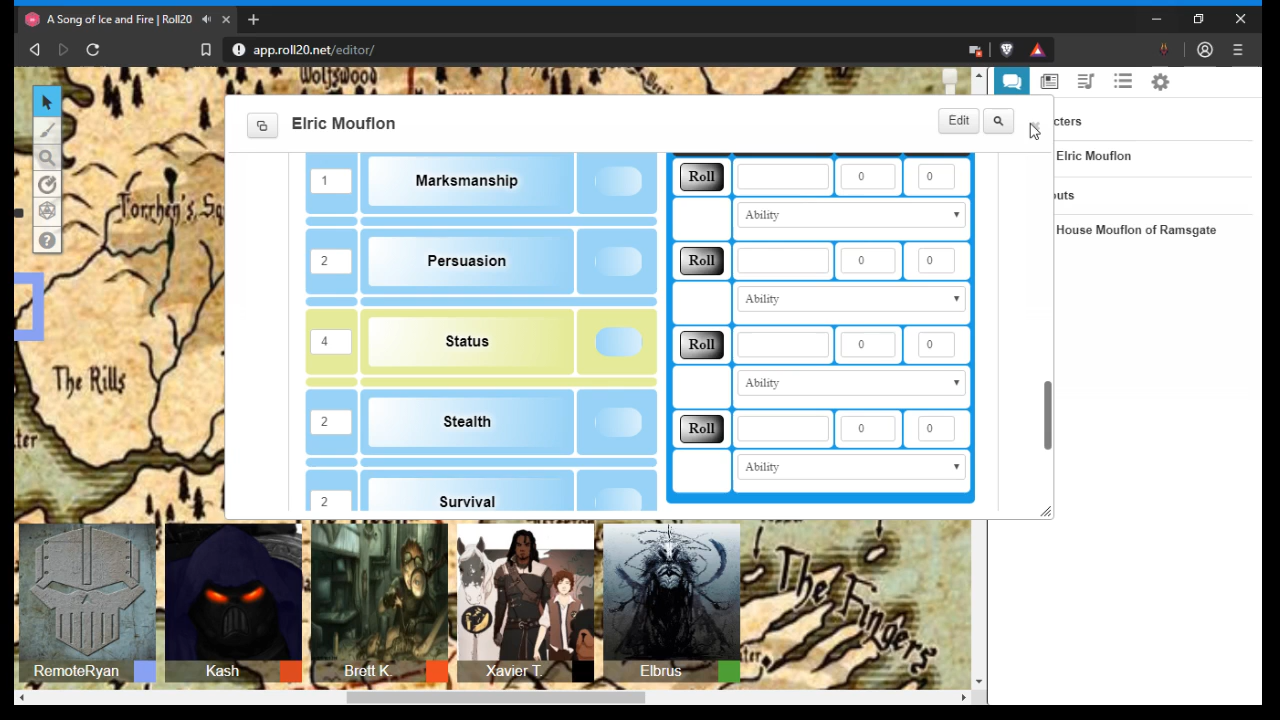 A Song of Ice and Fire | Roll20
app.roll20.net/editor/
Wolfswood
Elric Mouflon
Edit
cters
Elric Mouflon
outs
House Mouflon of Ramsgate
1
Marksmanship
Roll
0
0
Ability
2
Persuasion
Roll
0
0
Ability
4
Status
Roll
0
0
Ability
2
Stealth
Roll
0
0
Ability
2
Survival
Torrhen's Sq
The Rills
ter
The Fingers
ter.
RemoteRyan
Kash
Brett K.
Xavier T.
Elbrus